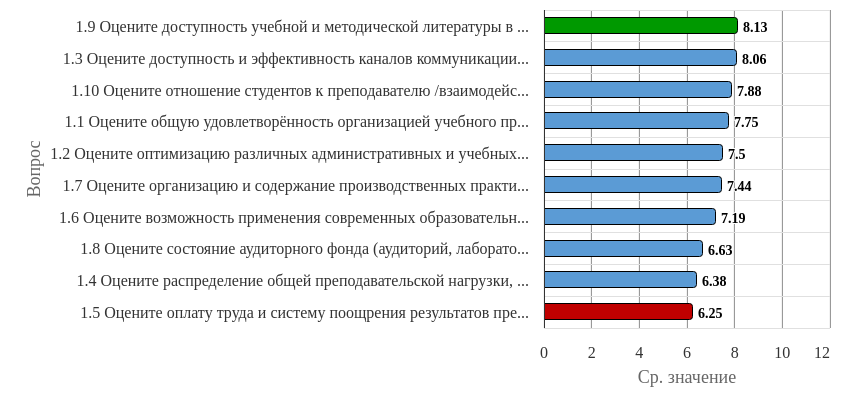 1.9 Оцените доступность учебной и методической литературы в ... 8.13
1.3 Оцените доступность и эффективность каналов коммуникации... 8.06
1.10 Оцените отношение студентов к преподавателю /взаимодейс... 7.88
1.1 Оцените общую удовлетворённость организацией учебного пр... 7.75
1.2 Оцените оптимизацию различных административных и учебных... 7.5
1.7 Оцените организацию и содержание производственных практи... 7.44
1.6 Оцените возможность применения современных образовательн... 7.19
1.8 Оцените состояние аудиторного фонда (аудиторий, лаборато... 6.63
1.4 Оцените распределение общей преподавательской нагрузки, ... 6.38
1.5 Оцените оплату труда и систему поощрения результатов пре... 6.25
Вопрос
0 2 4 6 8 10 12
Ср. значение